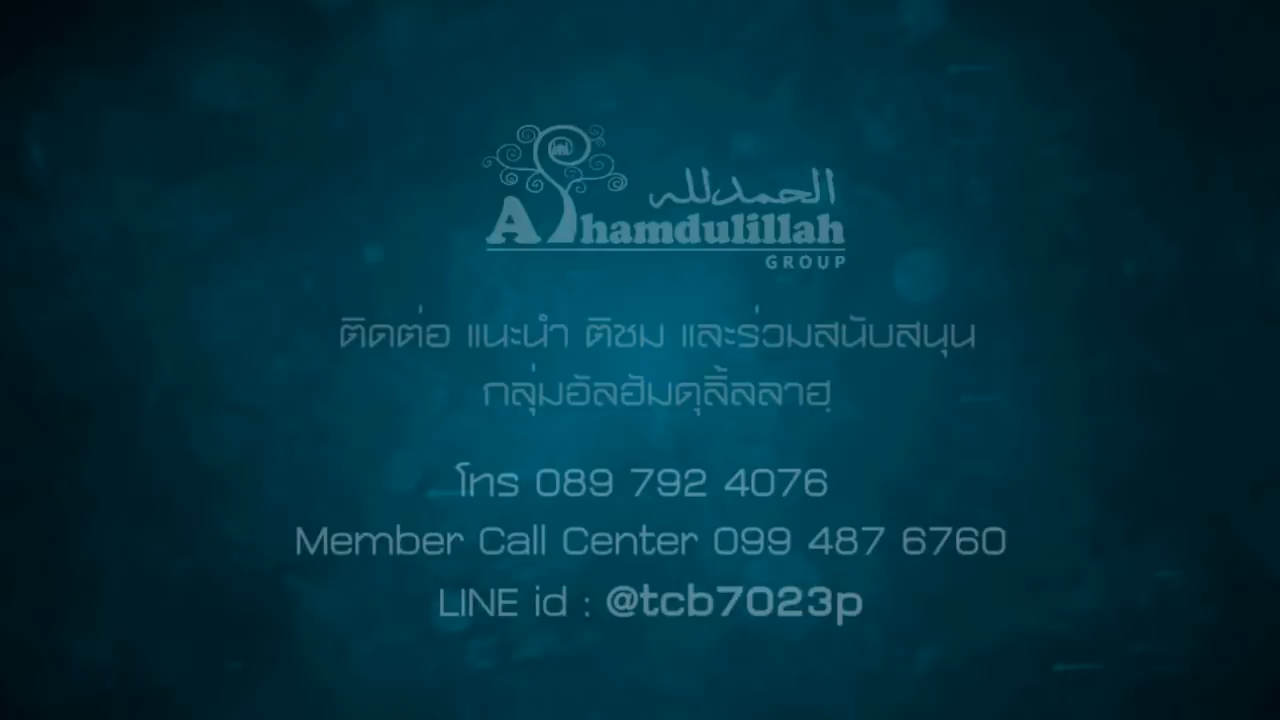 الحمدلله
Alhamdulillah
GROUP
ติดต่อ แนะนำ ติชม และร่วมสนับสนุน
กลุ่มอัลฮัมดุลิ้ลลาฮฺ
โทร 089 792 4076
Member Call Center 099 487 6760
LINE id : @tcb7023p